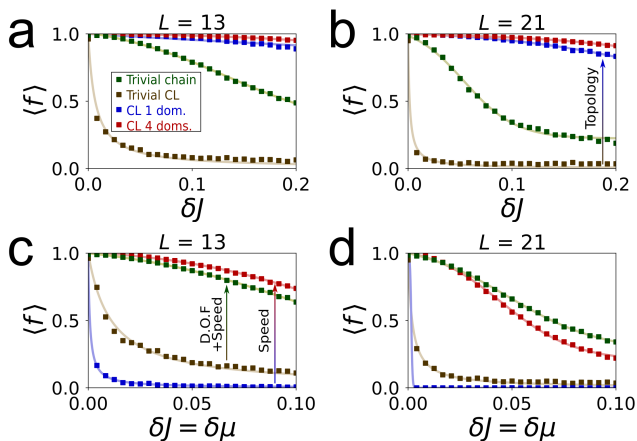 a
L = 13
1.0
0.5
0.0
⟨f⟩
Trivial chain
Trivial CL
CL 1 dom.
CL 4 doms.
0.0
0.1
0.2
δJ
b
L = 21
1.0
0.5
0.0
⟨f⟩
Topology
0.0
0.1
0.2
δJ
c
L = 13
1.0
0.5
0.0
⟨f⟩
D.O.F
+Speed
Speed
0.00
0.05
0.10
δJ = δμ
d
L = 21
1.0
0.5
0.0
⟨f⟩
0.00
0.05
0.10
δJ = δμ